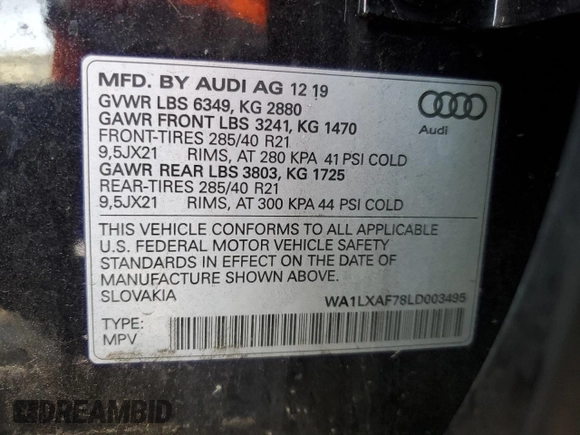 MFD. BY AUDI AG 12 19
GVWR LBS 6349, KG 2880
GAWR FRONT LBS 3241, KG 1470
FRONT-TIRES 285/40 R21
9,5JX21 RIMS, AT 280 KPA 41 PSI COLD
GAWR REAR LBS 3803, KG 1725
REAR-TIRES 285/40 R21
9,5JX21 RIMS, AT 300 KPA 44 PSI COLD
Audi
THIS VEHICLE CONFORMS TO ALL APPLICABLE
U.S. FEDERAL MOTOR VEHICLE SAFETY
STANDARDS IN EFFECT ON THE DATE OF
MANUFACTURE SHOWN ABOVE.
SLOVAKIA WA1LXAF78LD003495
TYPE:
MPV
DREAMBID